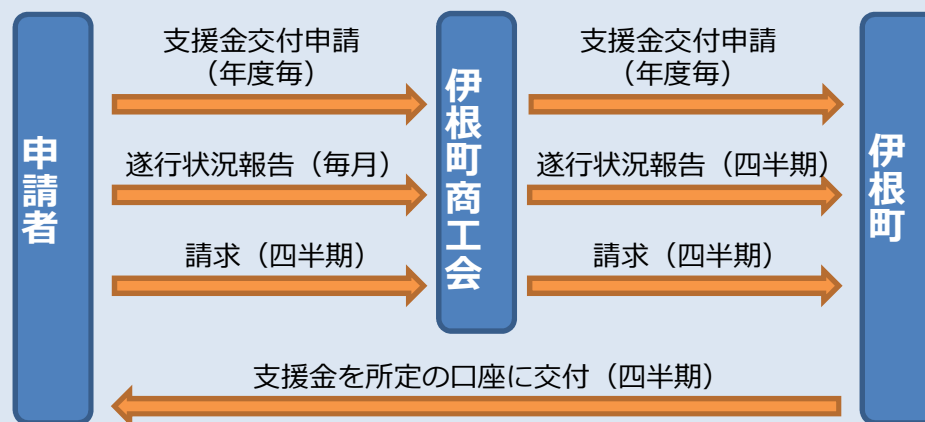 申請者
支援金交付申請
（年度毎）
遂行状況報告（毎月）
請求（四半期）
伊根町商工会
支援金交付申請
（年度毎）
遂行状況報告（四半期）
請求（四半期）
伊根町
支援金を所定の口座に交付（四半期）